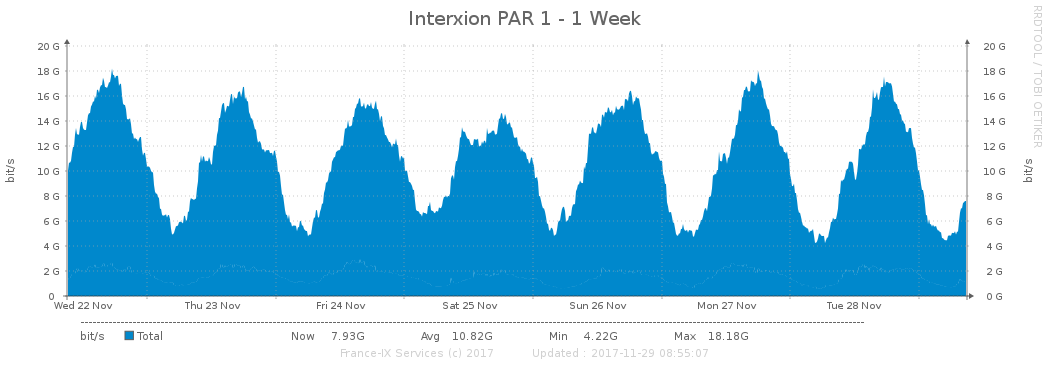 Interxion PAR 1 - 1 Week
RRDTOOL / TOBI OETIKER
20 G 20 G
18 G 18 G
16 G 16 G
14 G 14 G
12 G 12 G
10 G 10 G
8 G 8 G
6 G 6 G
4 G 4 G
2 G 2 G
0 0 G
bit/s
bit/s
Wed 22 Nov Thu 23 Nov Fri 24 Nov Sat 25 Nov Sun 26 Nov Mon 27 Nov Tue 28 Nov
bit/s Total Now 7.93G Avg 10.82G Min 4.22G Max 18.18G
France-IX Services (c) 2017 Updated : 2017-11-29 08:55:07